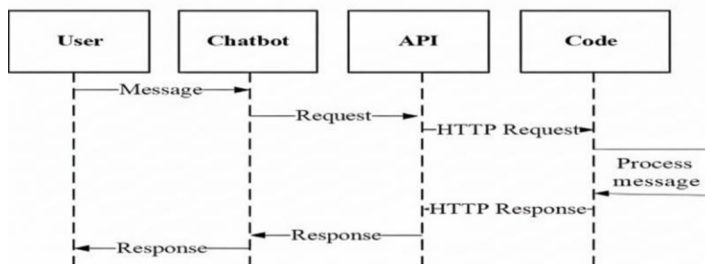 User Chatbot API Code
Message
Request
HTTP Request
Process
message
HTTP Response
Response
Response